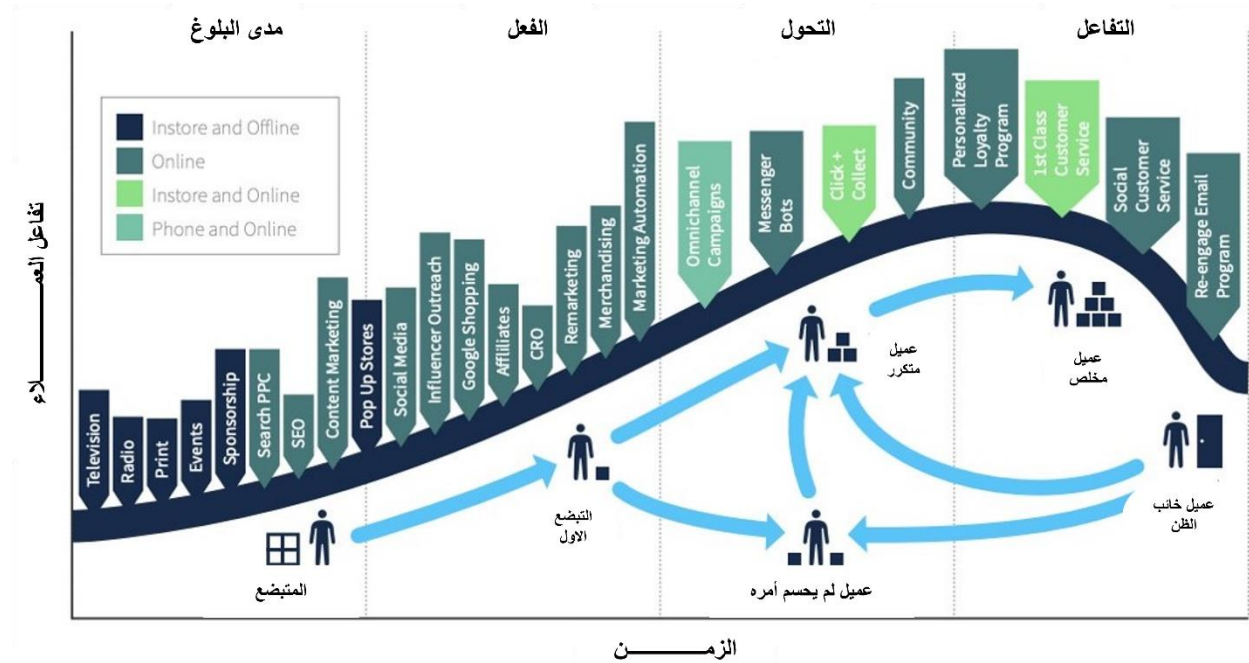 مدى البلوغ
الفعل
التحول
التفاعل
Instore and Offline
Online
Instore and Online
Phone and Online
تفاعل العمـــــــــلاء
Television
Radio
Print
Events
Sponsorship
Search PPC
SEO
Content Marketing
Pop Up Stores
Social Media
Influencer Outreach
Google Shopping
Affliliates
CRO
Remarketing
Merchandising
Marketing Automation
Omnichannel
Campaigns
Messenger
Bots
Click +
Collect
Community
Personalized
Loyalty
Program
1st Class
Customer
Service
Social
Customer
Service
Re-engage Email
Program
المتبضع
التبضع
الاول
عميل
متكرر
عميل لم يحسم أمره
عميل
مخلص
عميل خائب
الظن
الزمـــــــــن